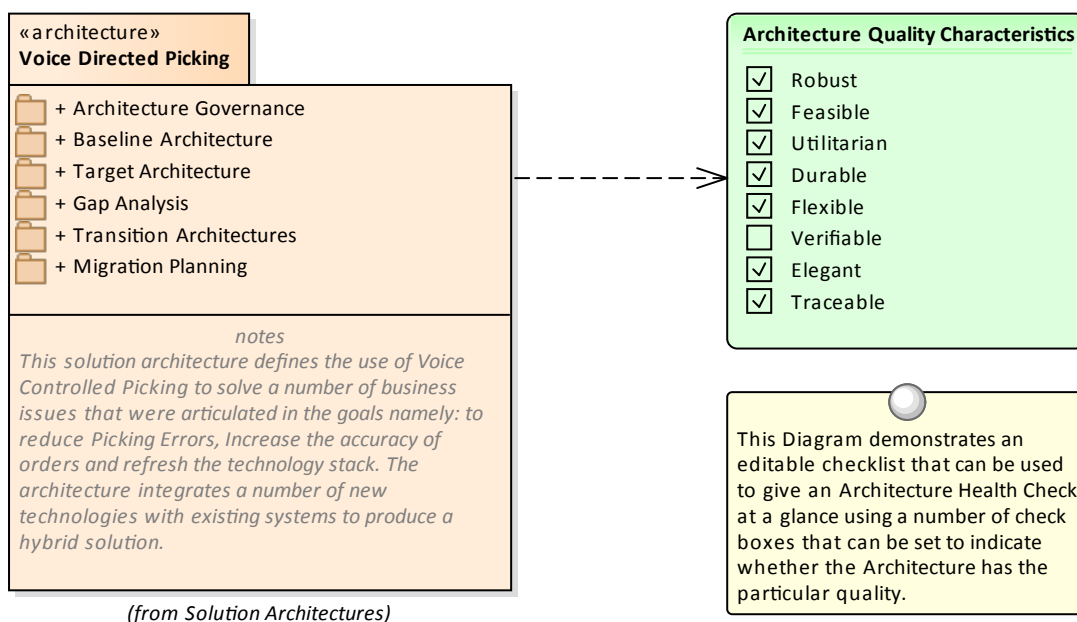 «architecture»
Voice Directed Picking
+ Architecture Governance
+ Baseline Architecture
+ Target Architecture
+ Gap Analysis
+ Transition Architectures
+ Migration Planning
notes
This solution architecture defines the use of Voice
Controlled Picking to solve a number of business
issues that were articulated in the goals namely: to
reduce Picking Errors, Increase the accuracy of
orders and refresh the technology stack. The
architecture integrates a number of new
technologies with existing systems to produce a
hybrid solution.
(from Solution Architectures)
Architecture Quality Characteristics
Robust
Feasible
Utilitarian
Durable
Flexible
Verifiable
Elegant
Traceable
This Diagram demonstrates an
editable checklist that can be used
to give an Architecture Health Check
at a glance using a number of check
boxes that can be set to indicate
whether the Architecture has the
particular quality.